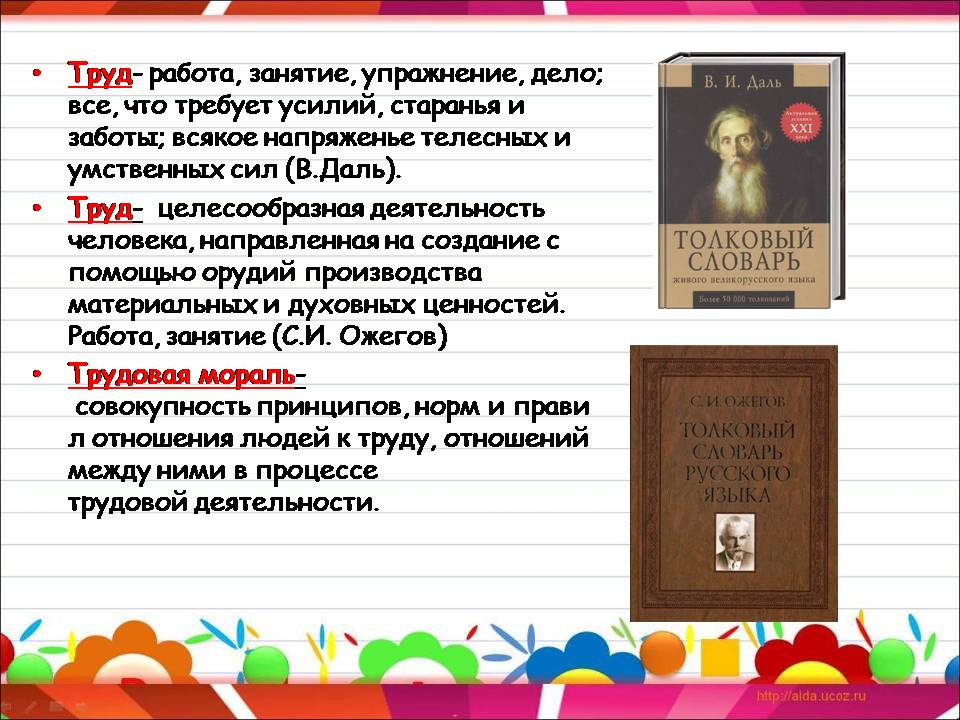 • Труд- работа, занятие, упражнение, дело;
все, что требует усилий, старанья и
заботы; всякое напряженье телесных и
умственных сил (В.Даль).
• Труд- целесообразная деятельность
человека, направленная на создание с
помощью орудий производства
материальных и духовных ценностей.
Работа, занятие (С.И. Ожегов)
• Трудовая мораль-
совокупность принципов, норм и прави
л отношения людей к труду, отношений
между ними в процессе
трудовой деятельности.
В. И. Даль
XXI
ТОЛКОВЫЙ
СЛОВАРЬ
живого великорусского языка
Более 50 000 толкований
С. И. ОЖЕГОВ
ТОЛКОВЫЙ
СЛОВАРЬ
РУССКОГО
ЯЗЫКА
http://aida.ucoz.ru